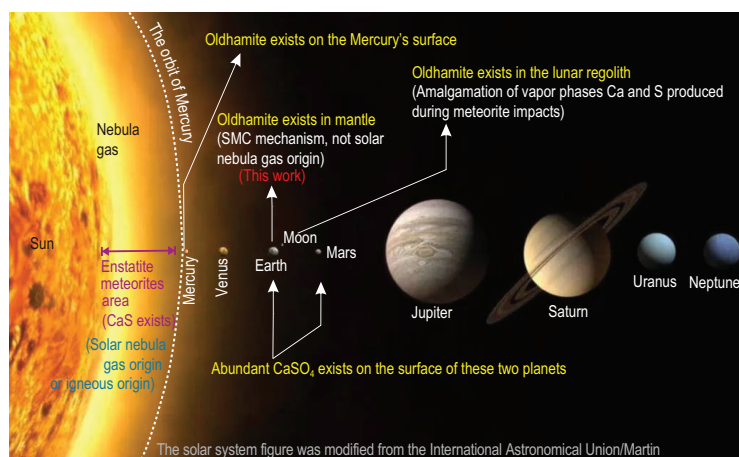 The orbit of Mercury
Oldhamite exists on the Mercury's surface
Oldhamite exists in the lunar regolith
(Amalgamation of vapor phases Ca and S produced
during meteorite impacts)
Oldhamite exists in mantle
(SMC mechanism, not solar
nebula gas origin)
(This work)
Nebula
gas
Sun
Enstatite
meteorites
area
(CaS exists)
(Solar nebula
gas origin
or igneous origin)
Mercury
Venus
Earth
Moon
Mars
Jupiter
Saturn
Uranus
Neptune
Abundant CaSO₄ exists on the surface of these two planets
The solar system figure was modified from the International Astronomical Union/Martin